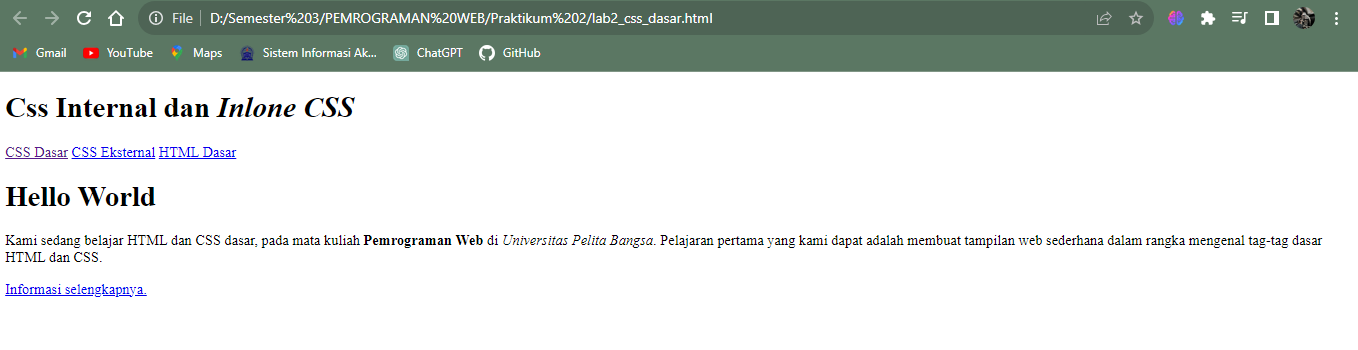 File D:/Semester%203/PEMROGRAMAN%20WEB/Praktikum%202/lab2_css_dasar.html
Gmail YouTube Maps Sistem Informasi Ak... ChatGPT GitHub
Css Internal dan Inlone CSS
CSS Dasar CSS Eksternal HTML Dasar
Hello World
Kami sedang belajar HTML dan CSS dasar, pada mata kuliah Pemrograman Web di Universitas Pelita Bangsa. Pelajaran pertama yang kami dapat adalah membuat tampilan web sederhana dalam rangka mengenal tag-tag dasar
HTML dan CSS.
Informasi selengkapnya.